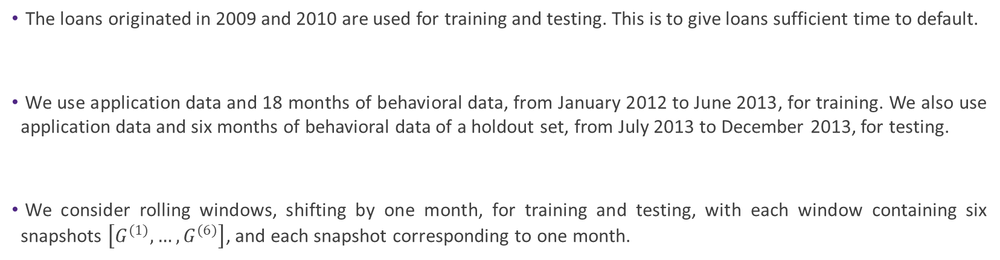 • The loans originated in 2009 and 2010 are used for training and testing. This is to give loans sufficient time to default.
• We use application data and 18 months of behavioral data, from January 2012 to June 2013, for training. We also use
application data and six months of behavioral data of a holdout set, from July 2013 to December 2013, for testing.
• We consider rolling windows, shifting by one month, for training and testing, with each window containing six
snapshots [G⁽¹⁾, … , G⁽⁶⁾], and each snapshot corresponding to one month.